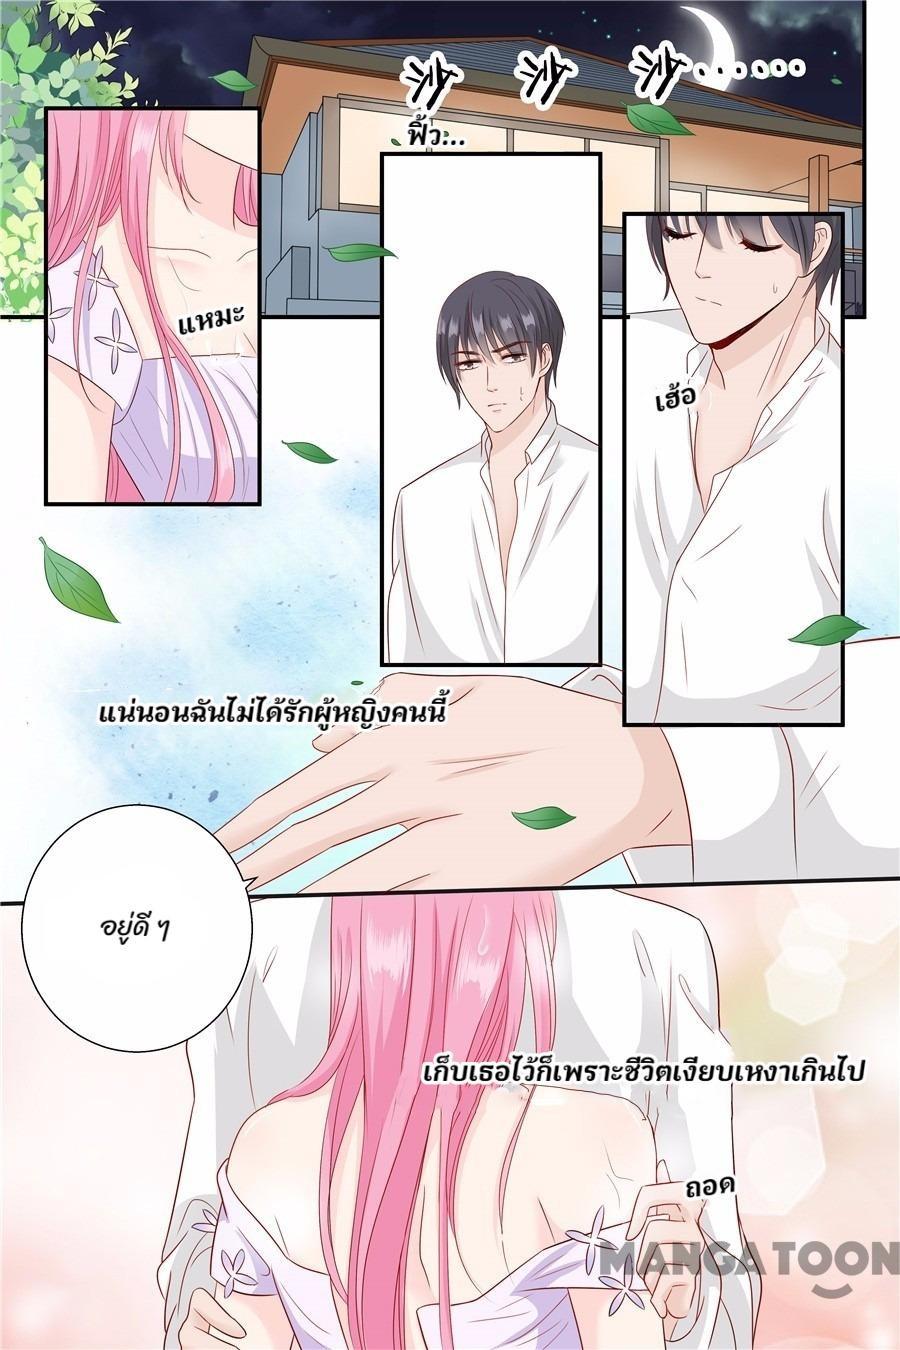 沙 沙 沙……
ฟิ้ว...
แหมะ
เฮ้อ
แน่นอนฉันไม่ได้รักผู้หญิงคนนี้
อยู่ดี ๆ
เก็บเธอไว้ก็เพราะชีวิตเงียบเหงาเกินไป
ถอด
MANGATOON